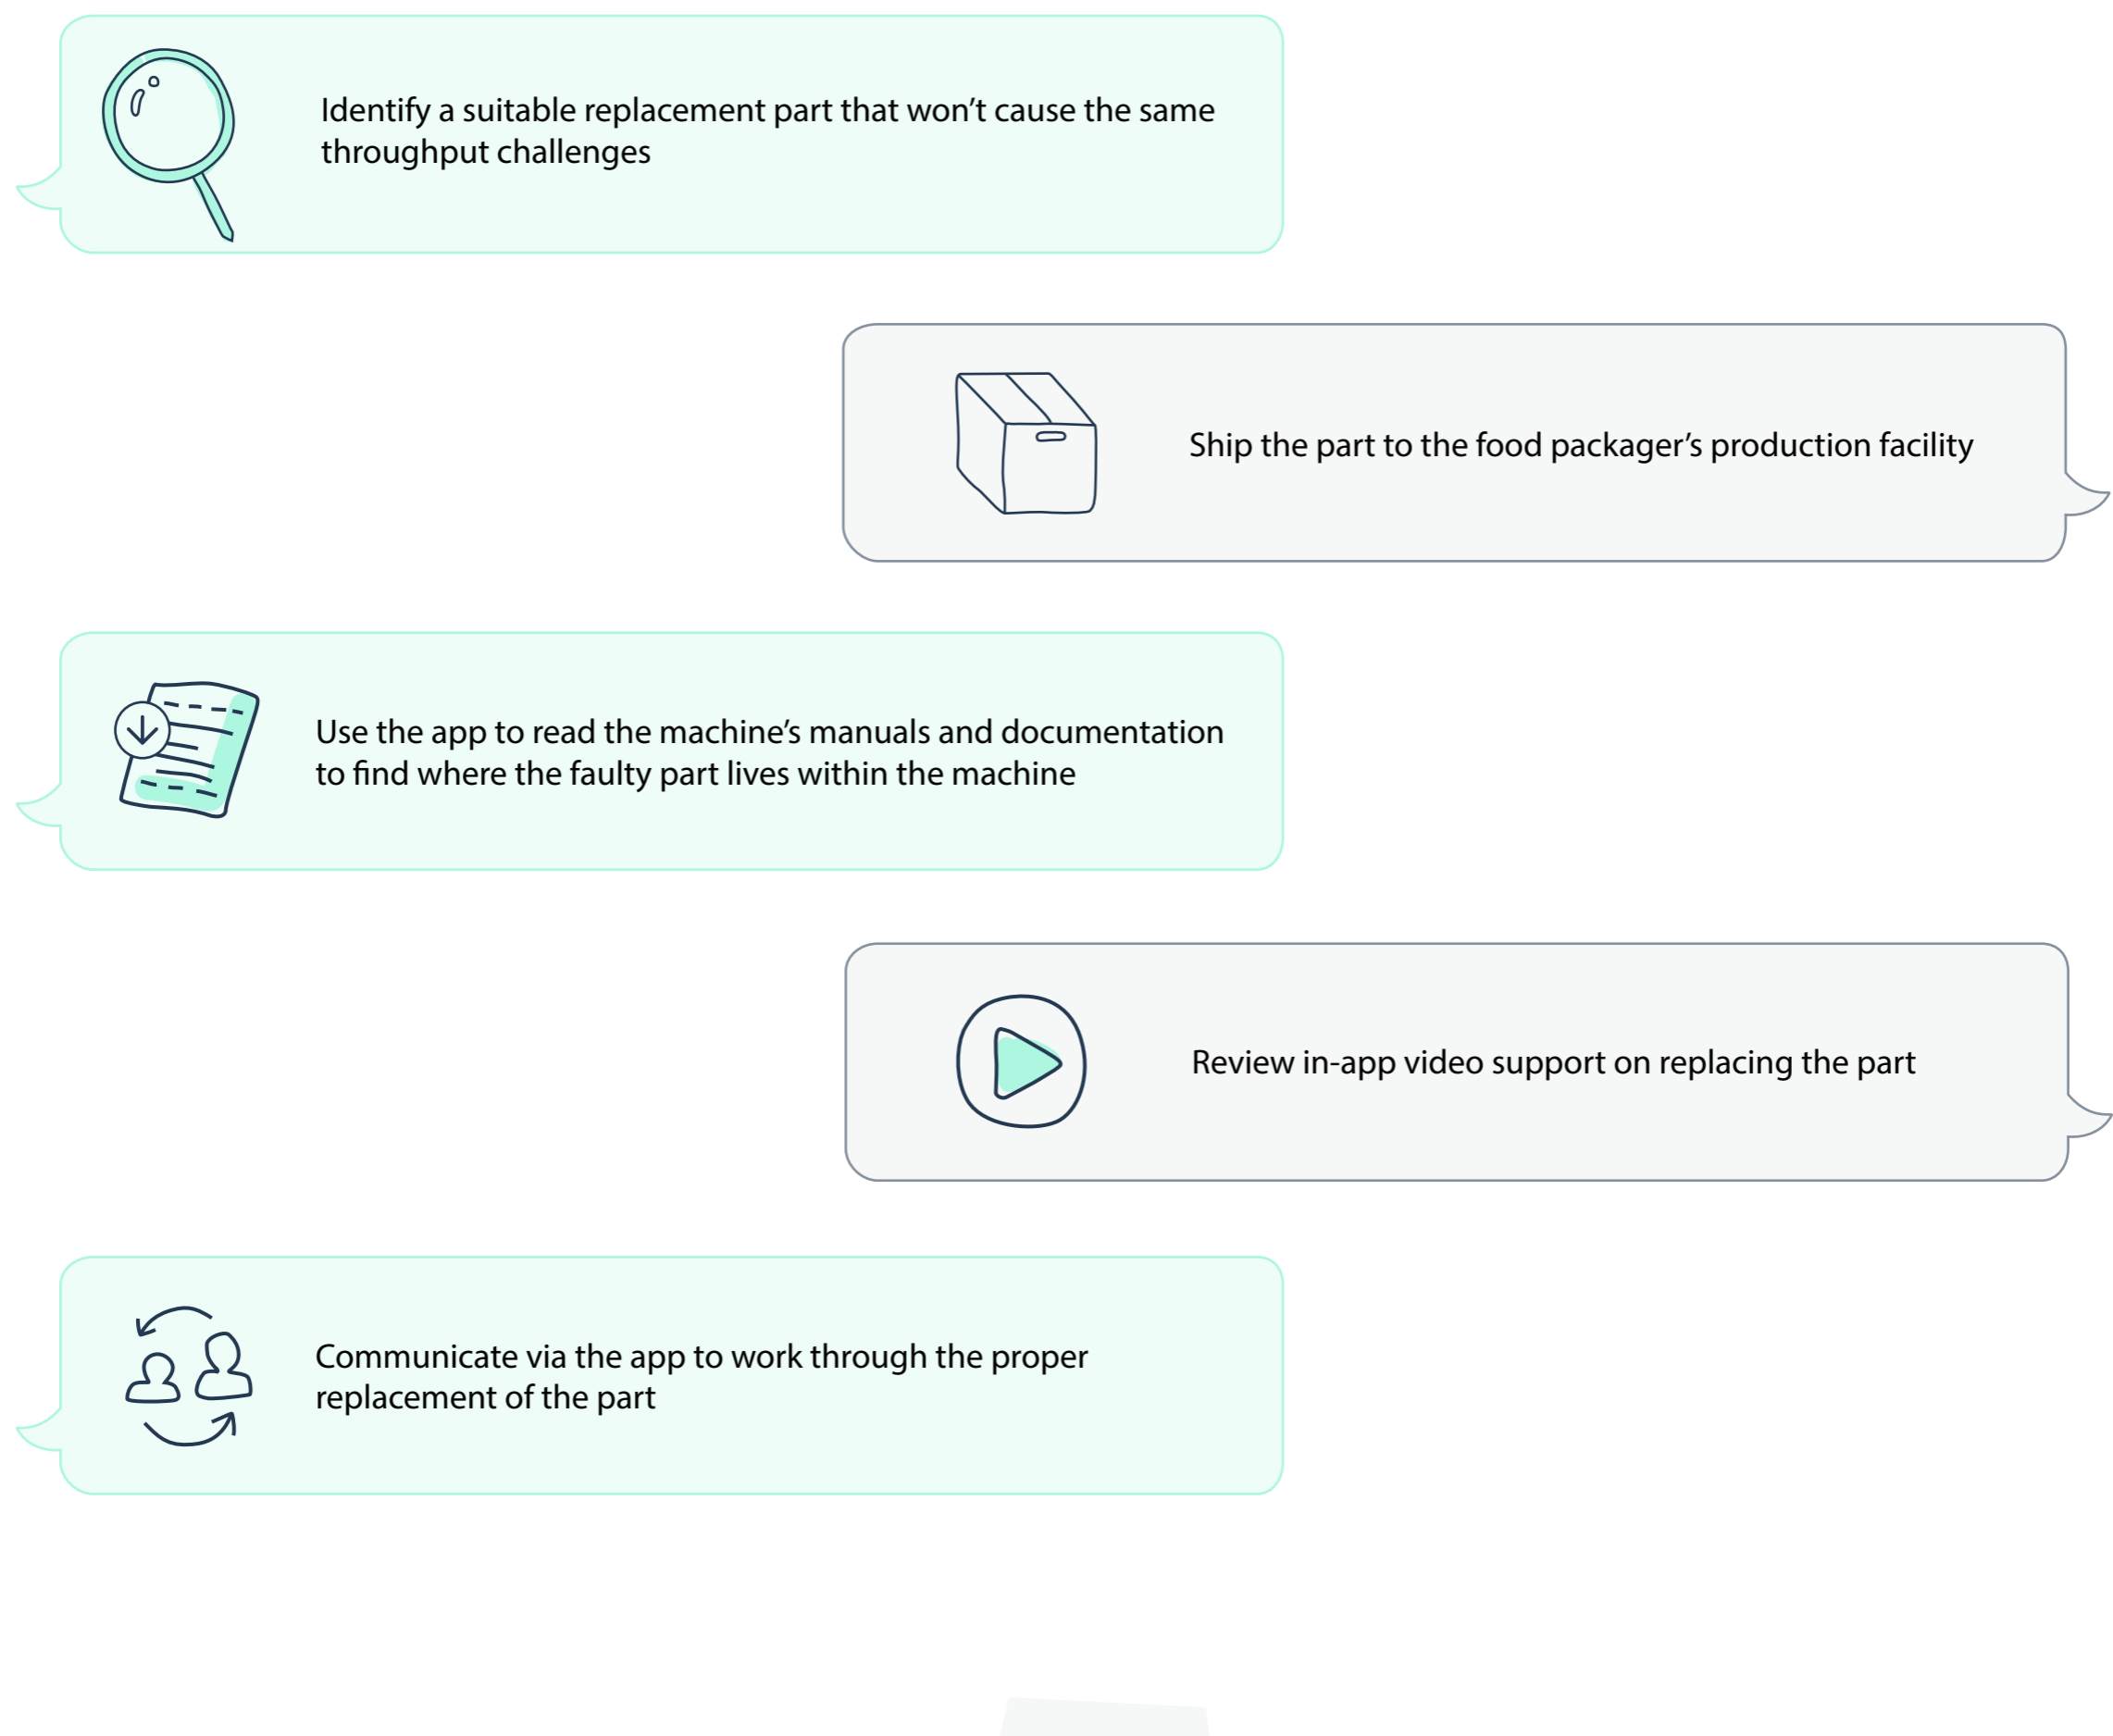 Identify a suitable replacement part that won’t cause the same
throughput challenges
Ship the part to the food packager’s production facility
Use the app to read the machine’s manuals and documentation
to find where the faulty part lives within the machine
Review in-app video support on replacing the part
Communicate via the app to work through the proper
replacement of the part